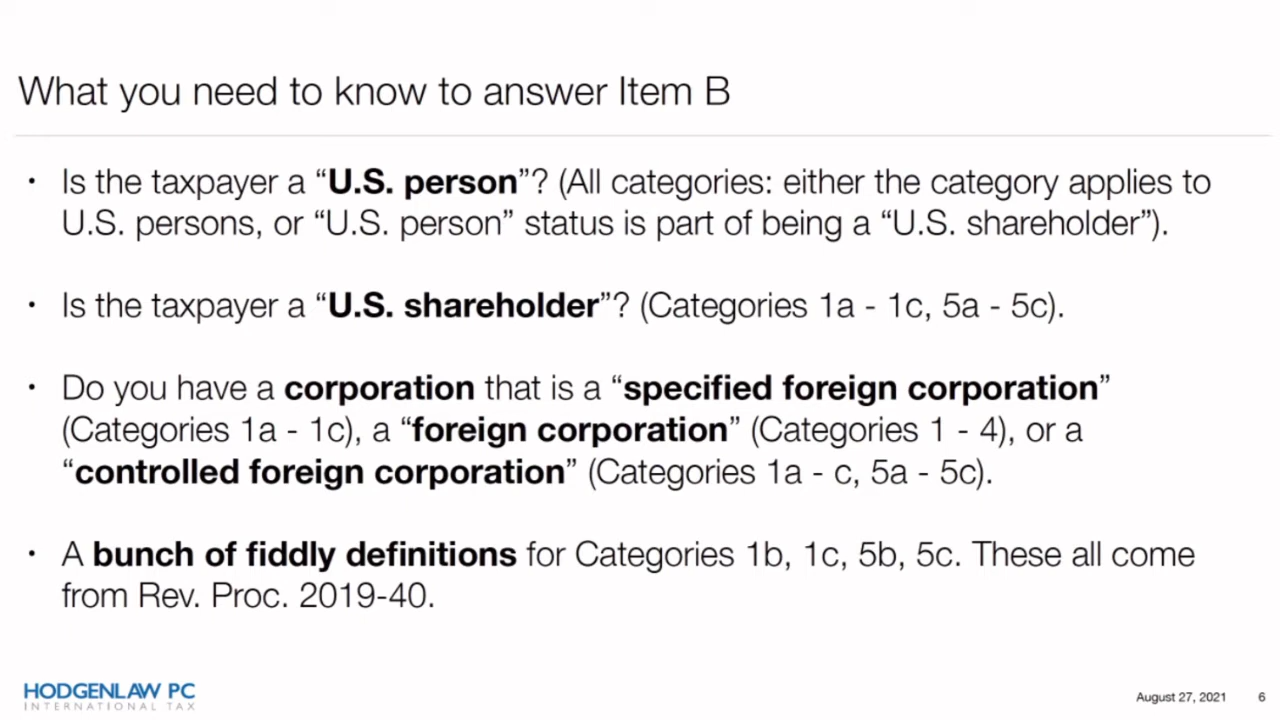 What you need to know to answer Item B
• Is the taxpayer a “U.S. person”? (All categories: either the category applies to
U.S. persons, or “U.S. person” status is part of being a “U.S. shareholder”).
• Is the taxpayer a “U.S. shareholder”? (Categories 1a - 1c, 5a - 5c).
• Do you have a corporation that is a “specified foreign corporation”
(Categories 1a - 1c), a “foreign corporation” (Categories 1 - 4), or a
“controlled foreign corporation” (Categories 1a - c, 5a - 5c).
• A bunch of fiddly definitions for Categories 1b, 1c, 5b, 5c. These all come
from Rev. Proc. 2019-40.
HODGENLAW PC
INTERNATIONAL TAX
August 27, 2021 6